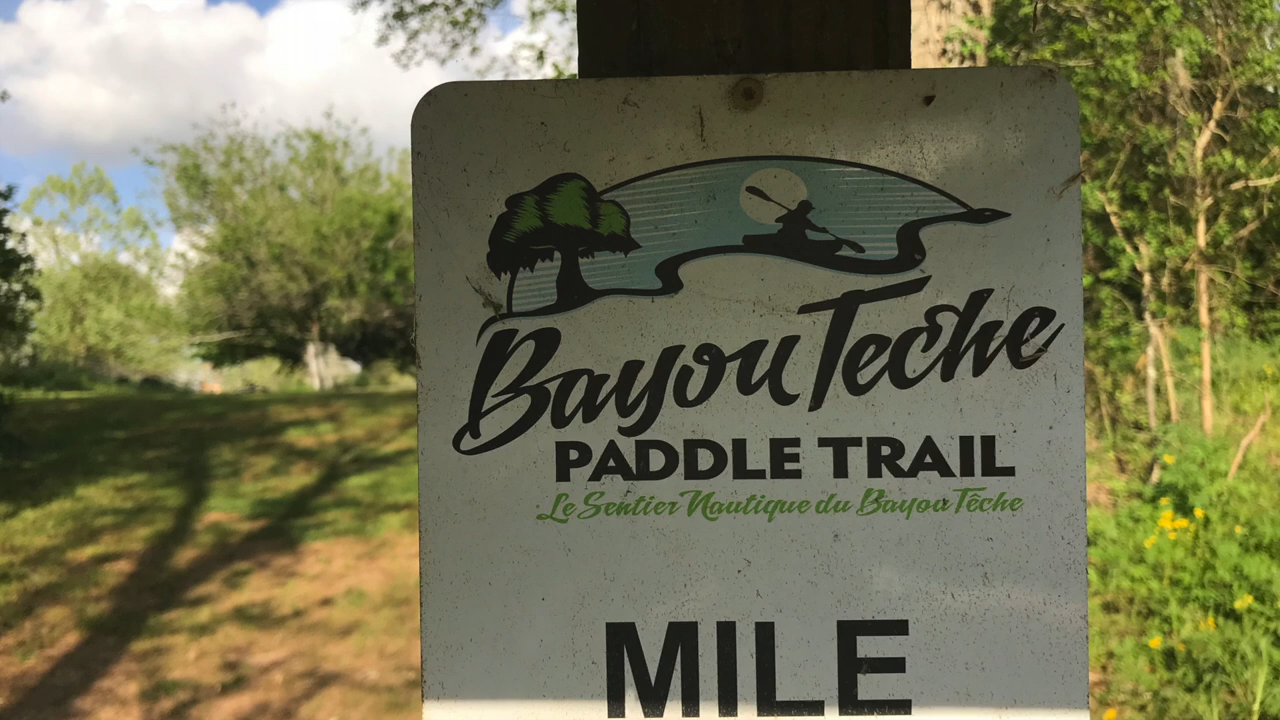 Bayou Teche
PADDLE TRAIL
Le Sentier Nautique du Bayou Têche
MILE